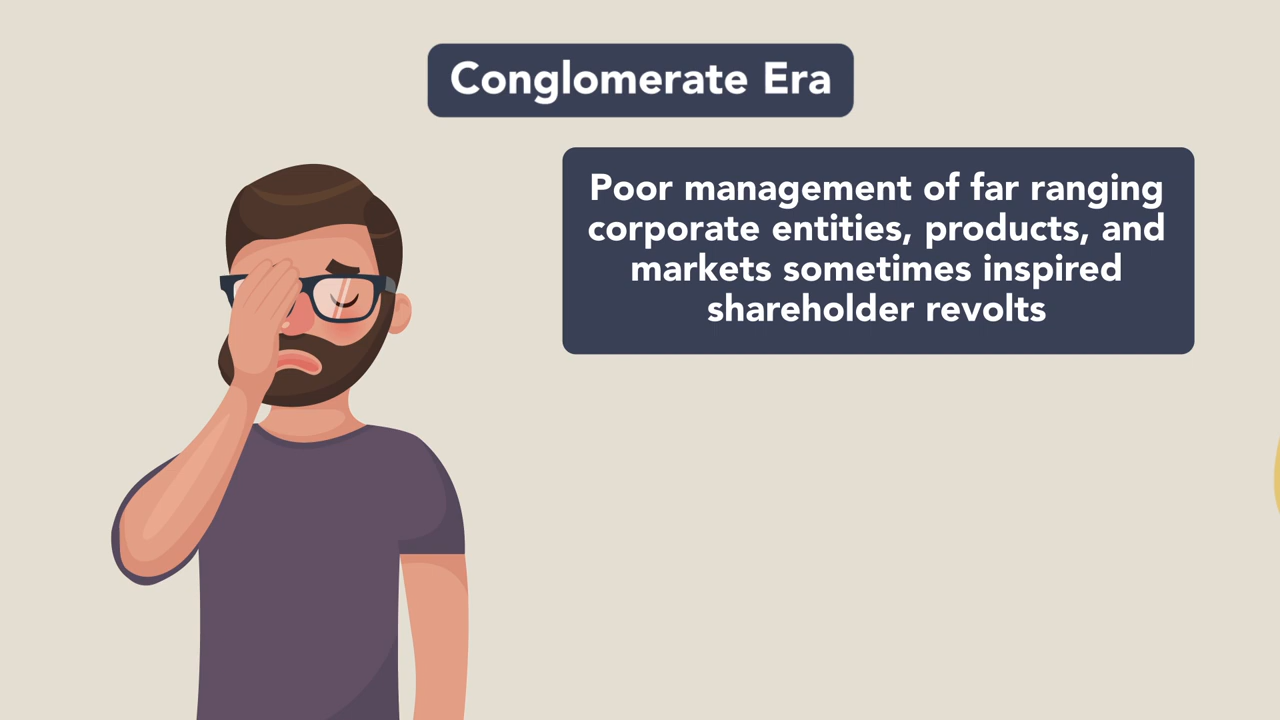 Conglomerate Era
Poor management of far ranging
corporate entities, products, and
markets sometimes inspired
shareholder revolts